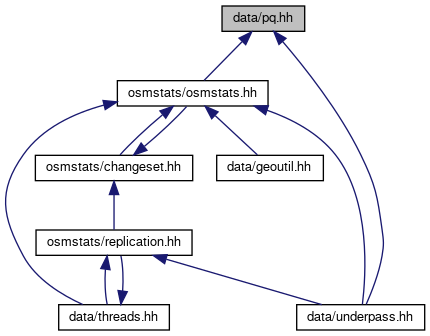 data/pq.hh
osmstats/osmstats.hh
osmstats/changeset.hh
data/geoutil.hh
osmstats/replication.hh
data/threads.hh
data/underpass.hh